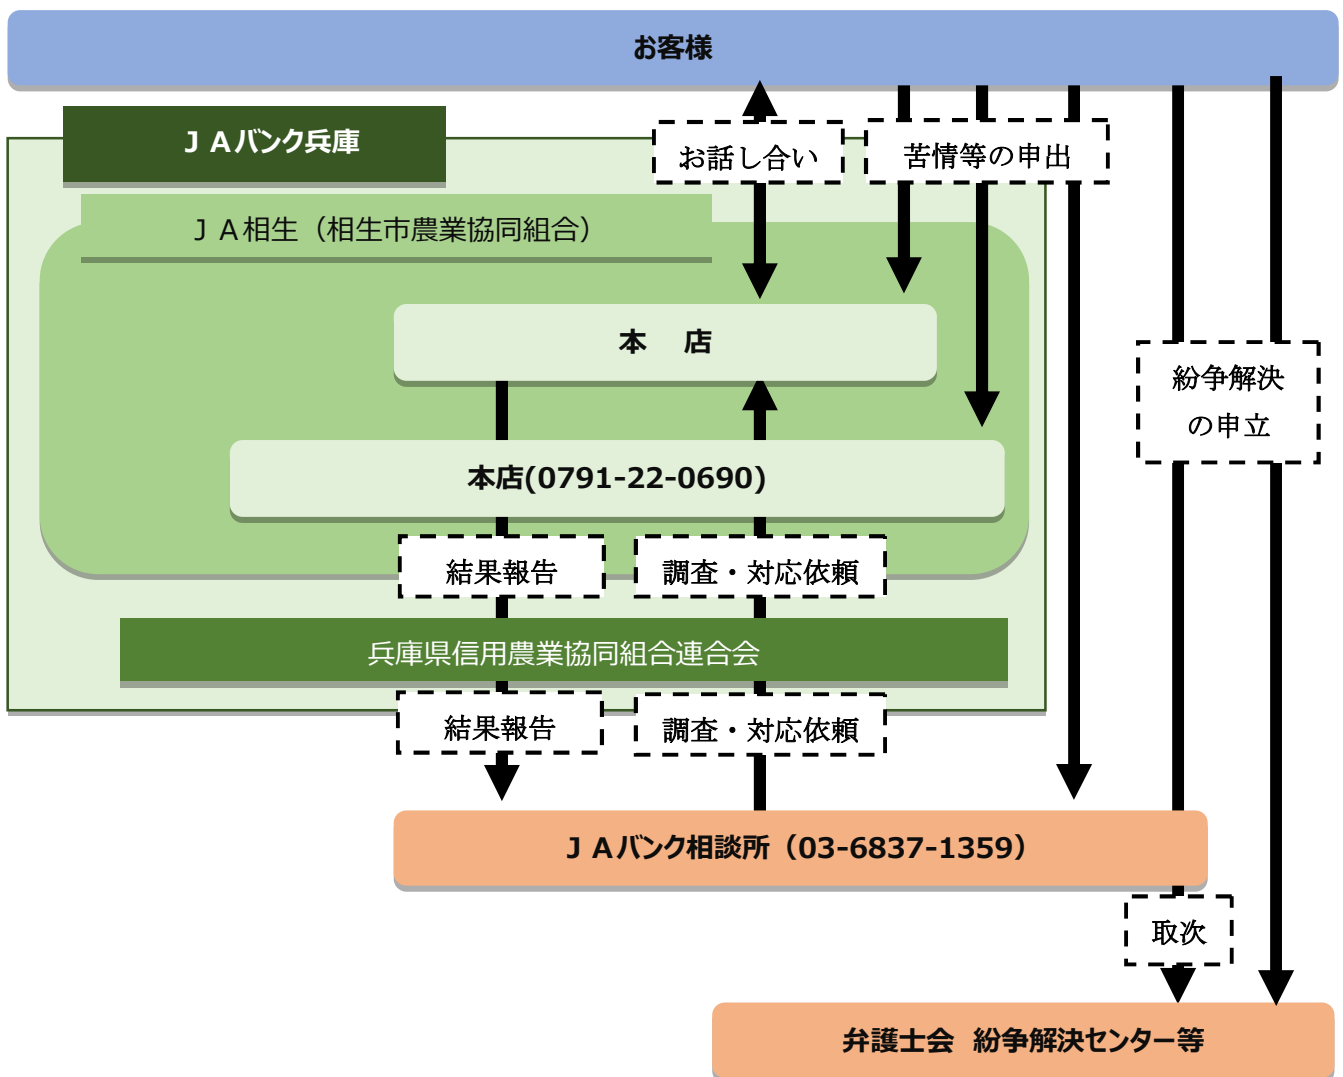 お客様
ＪＡバンク兵庫
お話し合い
苦情等の申出
ＪＡ相生（相生市農業協同組合）
本　店
紛争解決
の申立
本店(0791-22-0690)
結果報告
調査・対応依頼
兵庫県信用農業協同組合連合会
結果報告
調査・対応依頼
ＪＡバンク相談所（03-6837-1359）
取次
弁護士会 紛争解決センター等